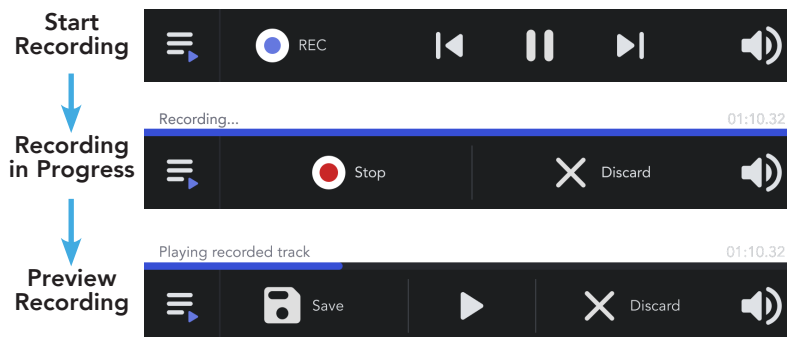 Start
Recording
REC
Recording...
01:10.32
Recording
in Progress
Stop
Discard
Playing recorded track
01:10.32
Preview
Recording
Save
Discard